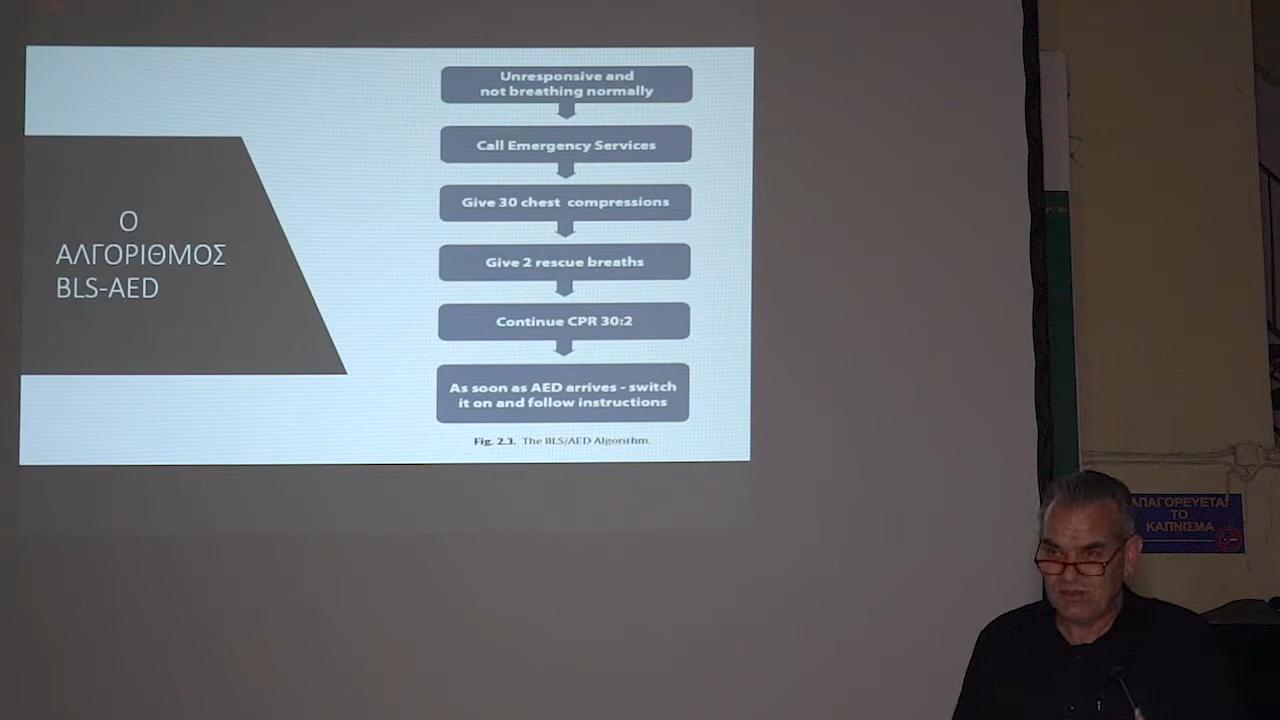 Ο
ΑΛΓΟΡΙΘΜΟΣ
BLS-AED
Unresponsive and
not breathing normally
Call Emergency Services
Give 30 chest compressions
Give 2 rescue breaths
Continue CPR 30:2
As soon as AED arrives - switch
it on and follow instructions
Fig. 2.3. The BLS/AED Algorithm.
ΑΠΑΓΟΡΕΥΕΤΑΙ
ΤΟ
ΚΑΠΝΙΣΜΑ